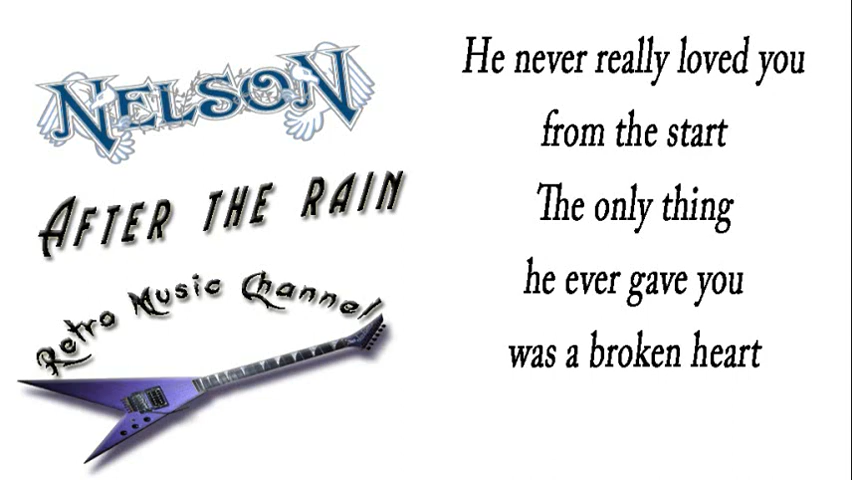 NELSON
AFTER THE RAIN
Retro Music Channel
He never really loved you
from the start
The only thing
he ever gave you
was a broken heart